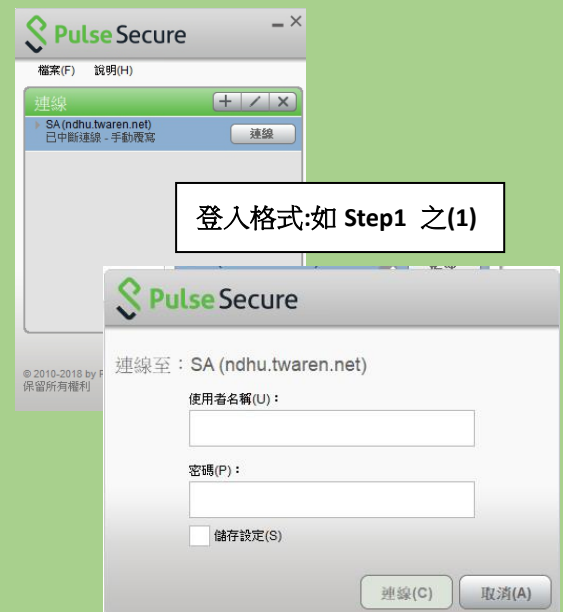 Pulse Secure
檔案(F) 說明(H)
連線
SA (ndhu.twaren.net)
已中斷連線 - 手動覆寫
連線
登入格式:如 Step1 之(1)
Pulse Secure
連線至：SA (ndhu.twaren.net)
使用者名稱(U)：
密碼(P)：
儲存設定(S)
連線(C) 取消(A)
© 2010-2018 by
保留所有權利